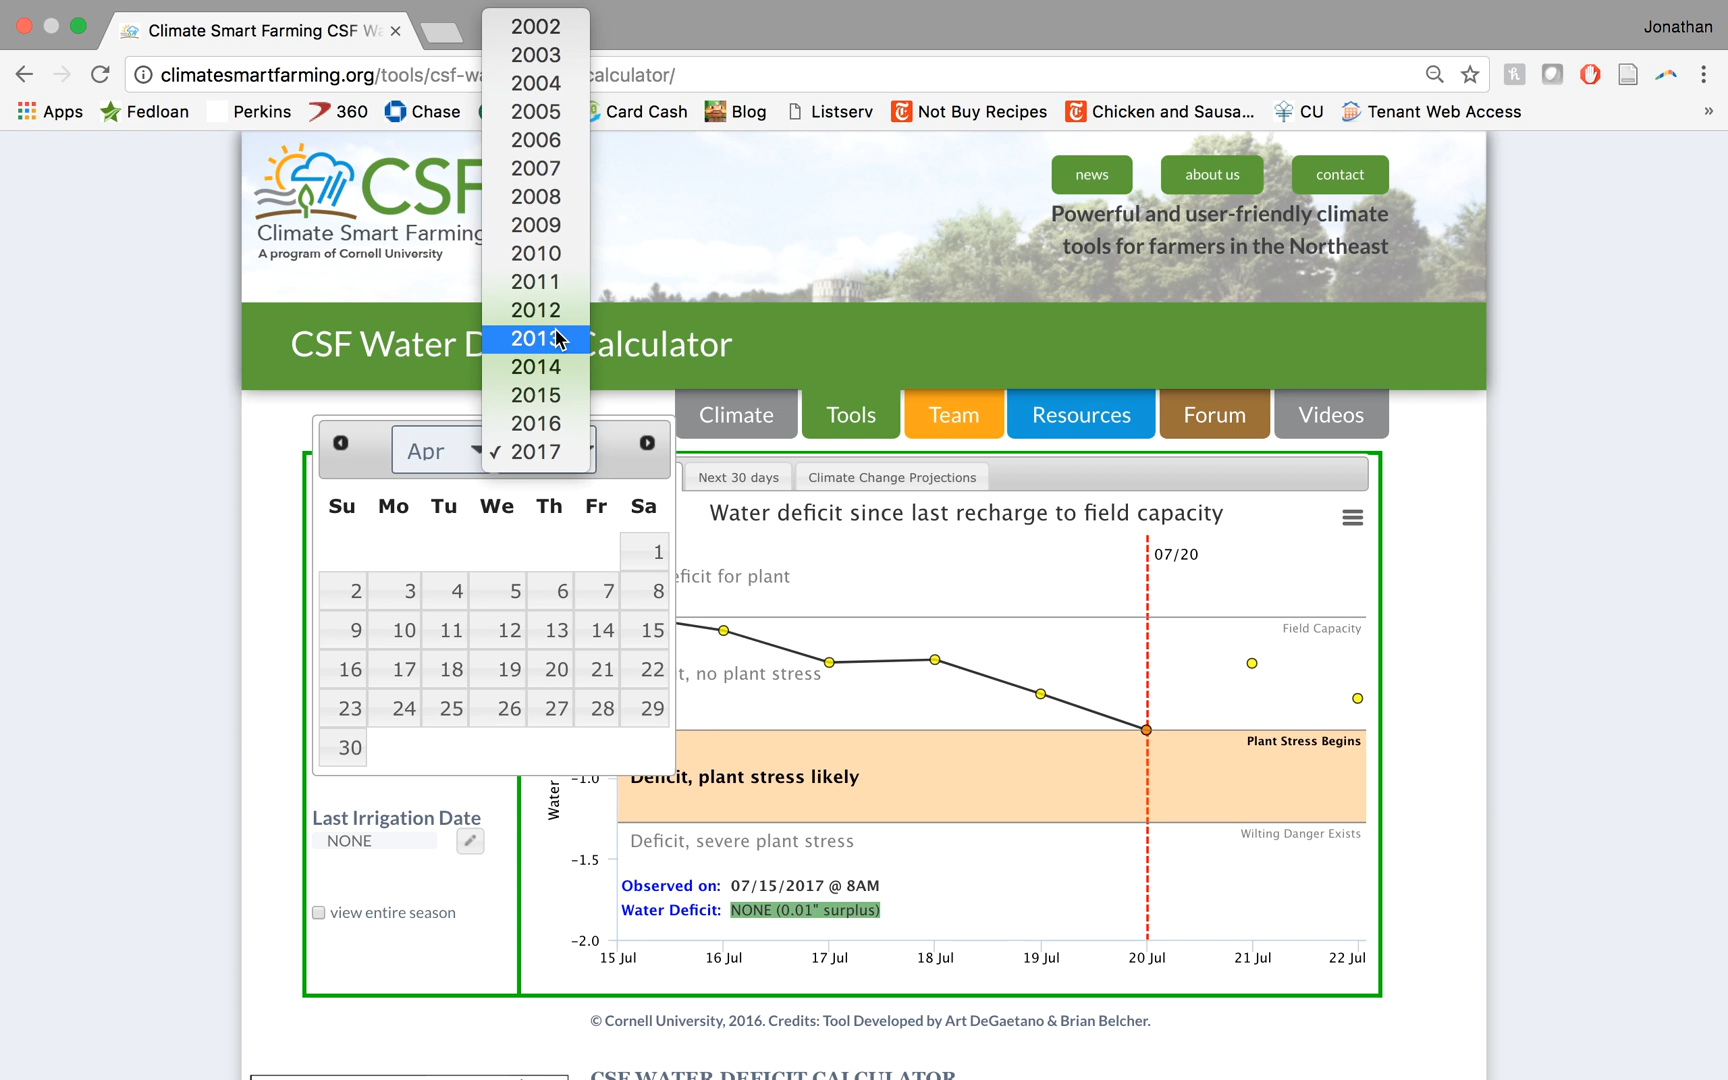 Climate Smart Farming CSF Wa
Jonathan
climatesmartfarming.org/tools/csf-wa
calculator/
Apps
Fedloan
Perkins
360
Chase
Card Cash
Blog
Listserv
Not Buy Recipes
Chicken and Sausa...
CU
Tenant Web Access
»
2002
2003
2004
2005
2006
2007
2008
2009
2010
2011
2012
2013
2014
2015
2016
✓ 2017
CSF
Climate Smart Farming
A program of Cornell University
news
about us
contact
Powerful and user-friendly climate
tools for farmers in the Northeast
CSF Water D
Calculator
Climate
Tools
Team
Resources
Forum
Videos
Apr
Su Mo Tu We Th Fr Sa
1
2 3 4 5 6 7 8
9 10 11 12 13 14 15
16 17 18 19 20 21 22
23 24 25 26 27 28 29
30
Last Irrigation Date
NONE
view entire season
Next 30 days
Climate Change Projections
Water deficit since last recharge to field capacity
07/20
eficit for plant
Field Capacity
t, no plant stress
Plant Stress Begins
Deficit, plant stress likely
Wilting Danger Exists
Deficit, severe plant stress
Water
-1.0
-1.5
-2.0
Observed on: 07/15/2017 @ 8AM
Water Deficit: NONE (0.01" surplus)
15 Jul 16 Jul 17 Jul 18 Jul 19 Jul 20 Jul 21 Jul 22 Jul
© Cornell University, 2016. Credits: Tool Developed by Art DeGaetano & Brian Belcher.
CSF WATER DEFICIT CALCULATOR